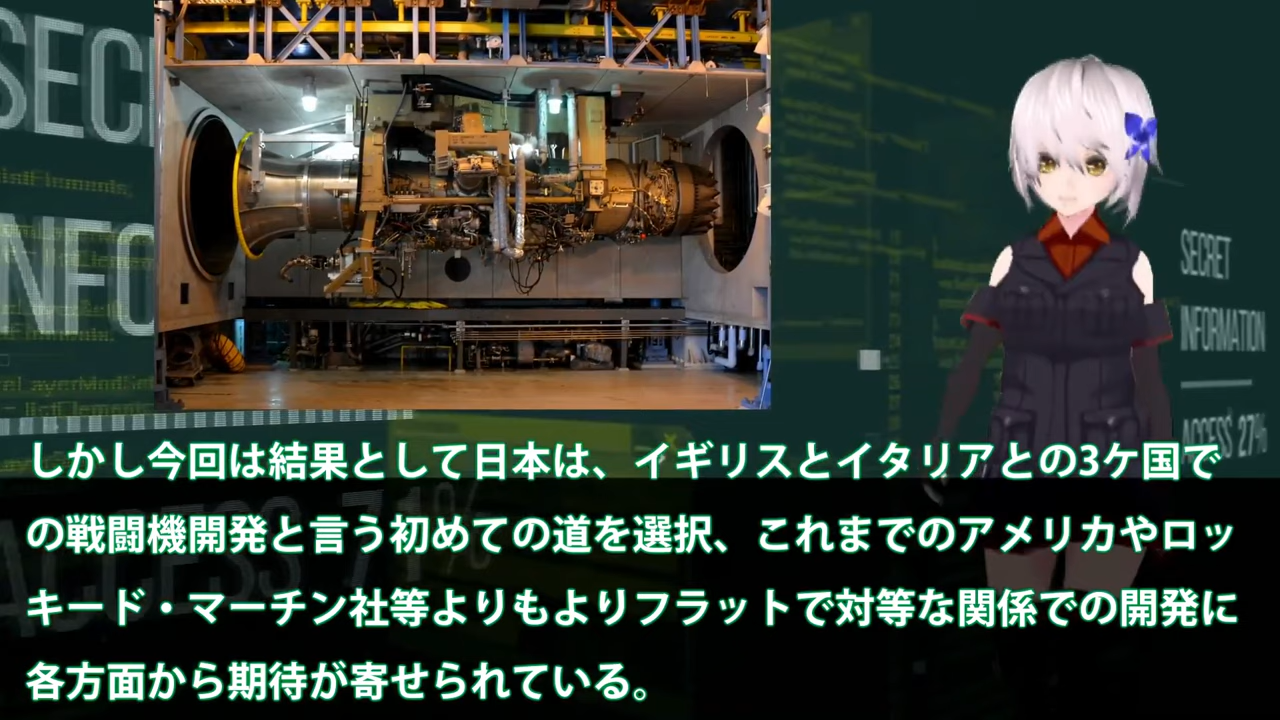 SECRET
INFORMATION
ACCESS 27%
ACCESS 71%
しかし今回は結果として日本は、イギリスとイタリアとの3ケ国で
の戦闘機開発と言う初めての道を選択、これまでのアメリカやロッ
キード・マーチン社等よりもよりフラットで対等な関係での開発に
各方面から期待が寄せられている。